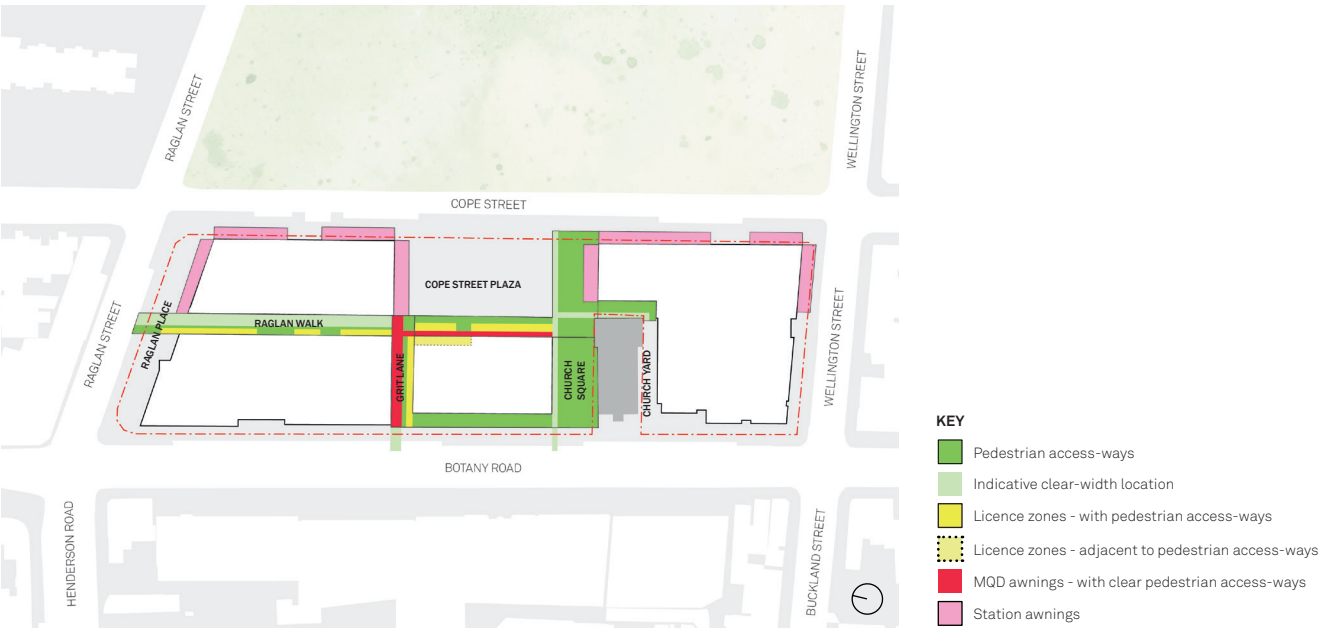 RAGLAN STREET
WELLINGTON STREET
COPE STREET
COPE STREET PLAZA
RAGLAN WALK
RAGLAN PLACE
RAGLAN STREET
GRIT LANE
CHURCH
SQUARE
CHURCH YARD
WELLINGTON STREET
BOTANY ROAD
HENDERSON ROAD
BUCKLAND STREET
KEY
Pedestrian access-ways
Indicative clear-width location
Licence zones - with pedestrian access-ways
Licence zones - adjacent to pedestrian access-ways
MQD awnings - with clear pedestrian access-ways
Station awnings